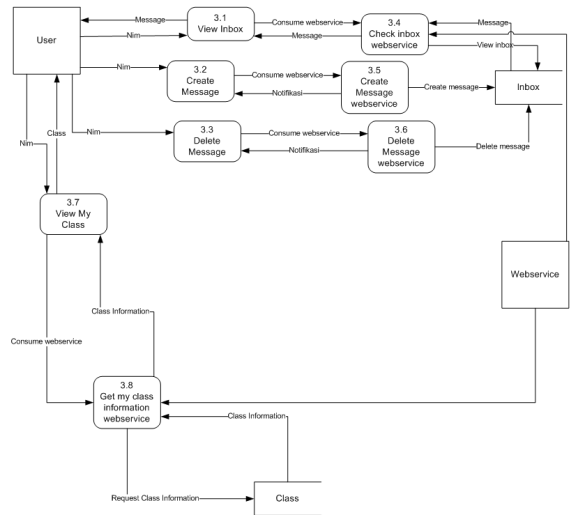 User
Message
Nim
3.1
View Inbox
Consume webservice
Message
3.4
Check inbox
webservice
Message
View inbox
Nim
3.2
Create
Message
Consume webservice
Notifikasi
3.5
Create
Message
webservice
Create message
Inbox
Nim
Class
Nim
3.3
Delete
Message
Consume webservice
Notifikasi
3.6
Delete
Message
webservice
Delete message
3.7
View My
Class
Webservice
Class Information
Consume webservice
3.8
Get my class
information
webservice
Class Information
Request Class Information
Class